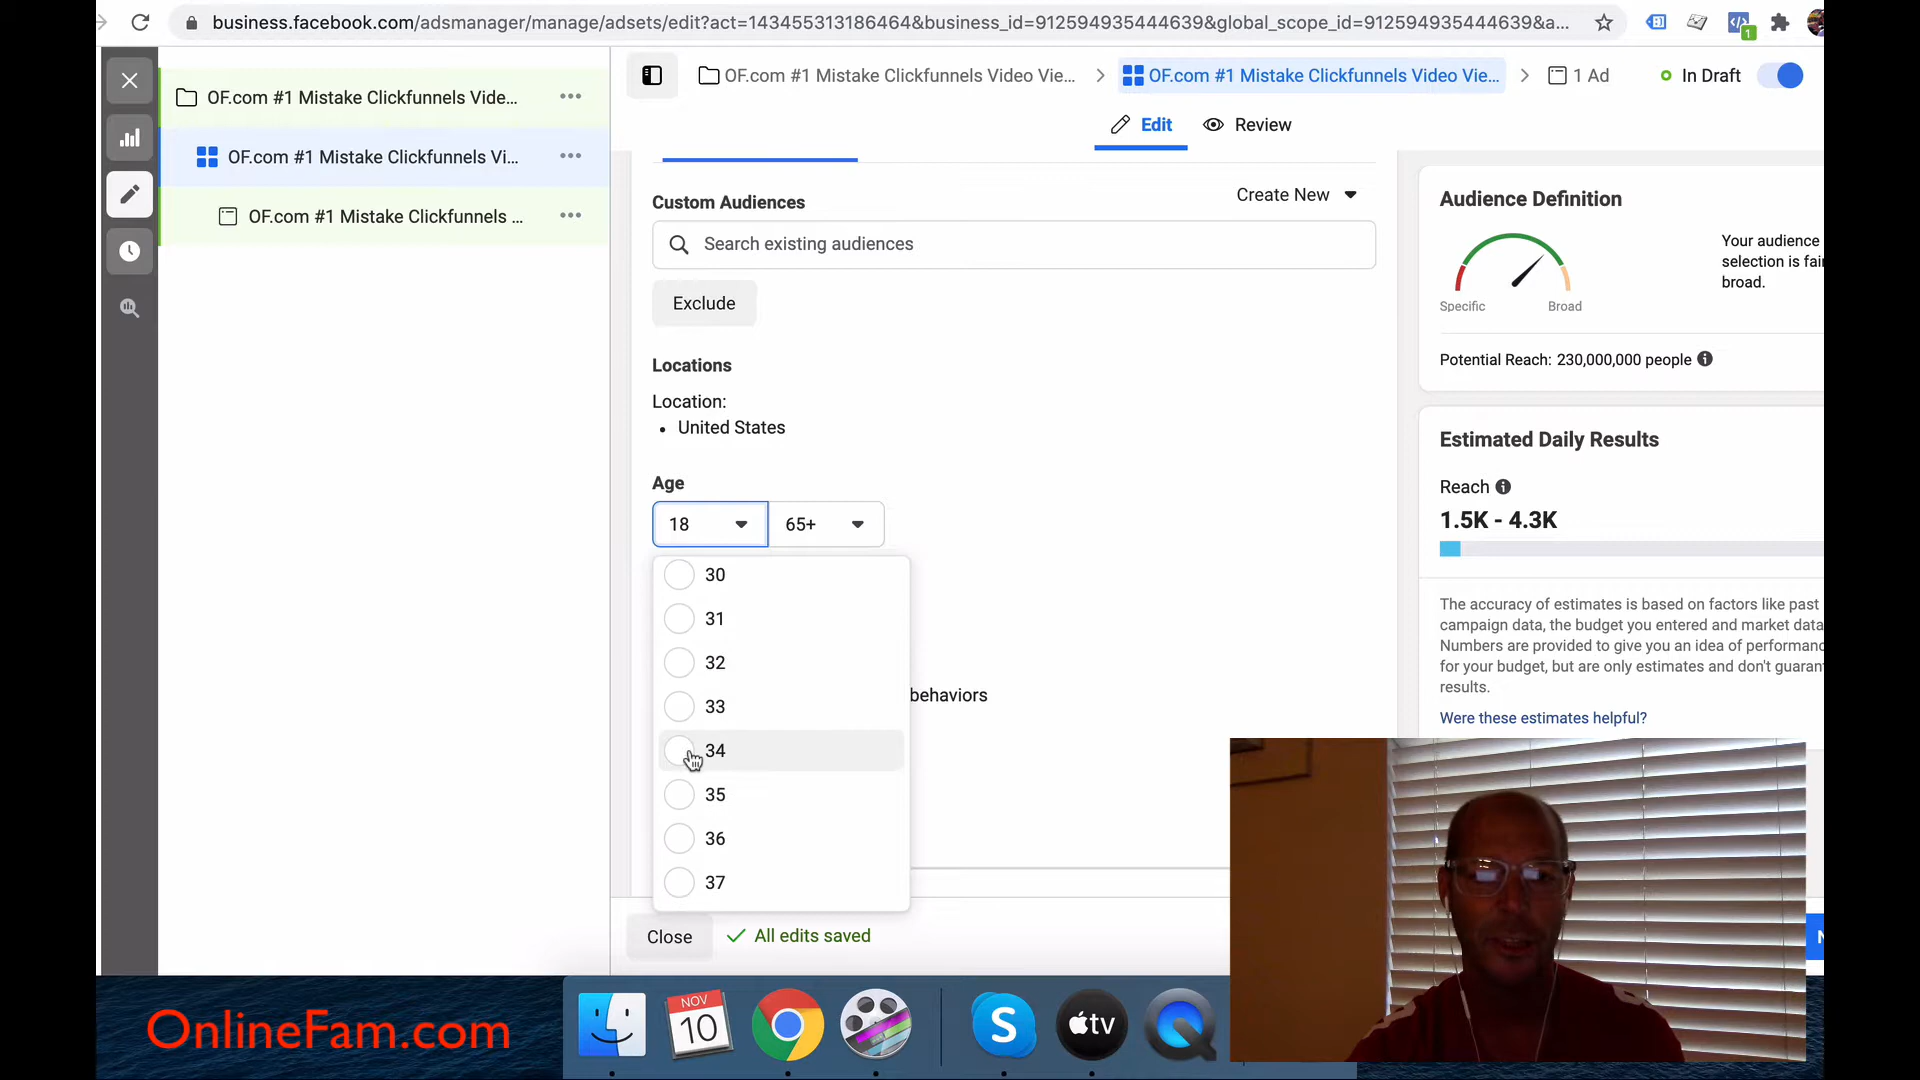 business.facebook.com/adsmanager/manage/adsets/edit?act=143455313186464&business_id=912594935444639&global_scope_id=912594935444639&a...
1
OF.com #1 Mistake Clickfunnels Vide...
OF.com #1 Mistake Clickfunnels Vi...
OF.com #1 Mistake Clickfunnels ...
OF.com #1 Mistake Clickfunnels Video Vie...
OF.com #1 Mistake Clickfunnels Video Vie...
1 Ad
In Draft
Edit
Review
Custom Audiences
Create New
Search existing audiences
Exclude
Locations
Location:
• United States
Age
18
65+
30
31
32
33
34
35
36
37
behaviors
Close
All edits saved
Audience Definition
Specific
Broad
Your audience
selection is fai
broad.
Potential Reach: 230,000,000 people
Estimated Daily Results
Reach
1.5K - 4.3K
The accuracy of estimates is based on factors like past
campaign data, the budget you entered and market data
Numbers are provided to give you an idea of performanc
for your budget, but are only estimates and don't guaran
results.
Were these estimates helpful?
N
OnlineFam.com
NOV
10
S
tv